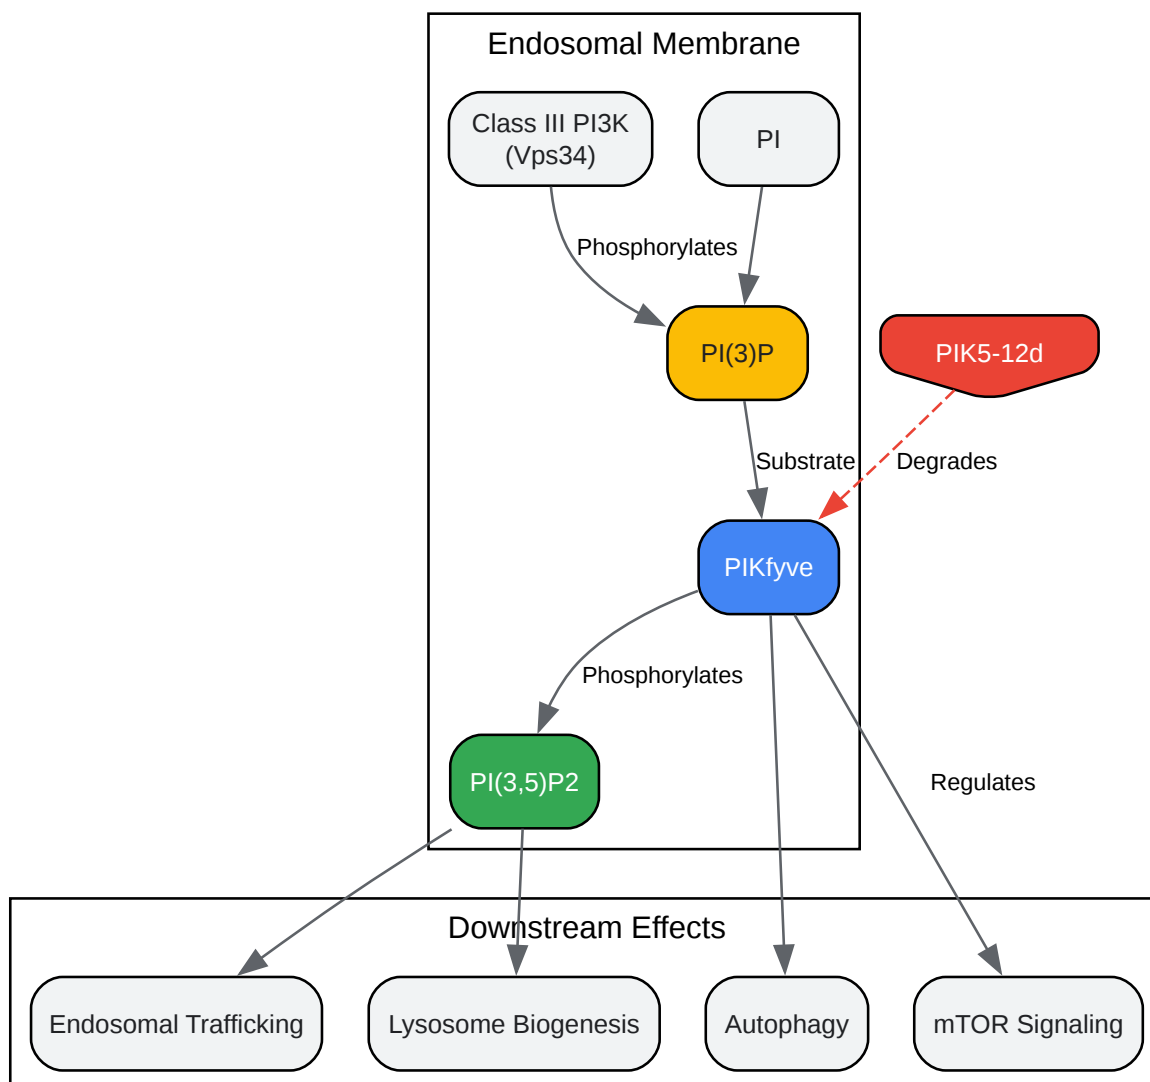 Endosomal Membrane
Class III PI3K
(Vps34)
PI
Phosphorylates
PI(3)P
PIK5-12d
Substrate
Degrades
PIKfyve
Phosphorylates
PI(3,5)P2
Regulates
Downstream Effects
Endosomal Trafficking
Lysosome Biogenesis
Autophagy
mTOR Signaling